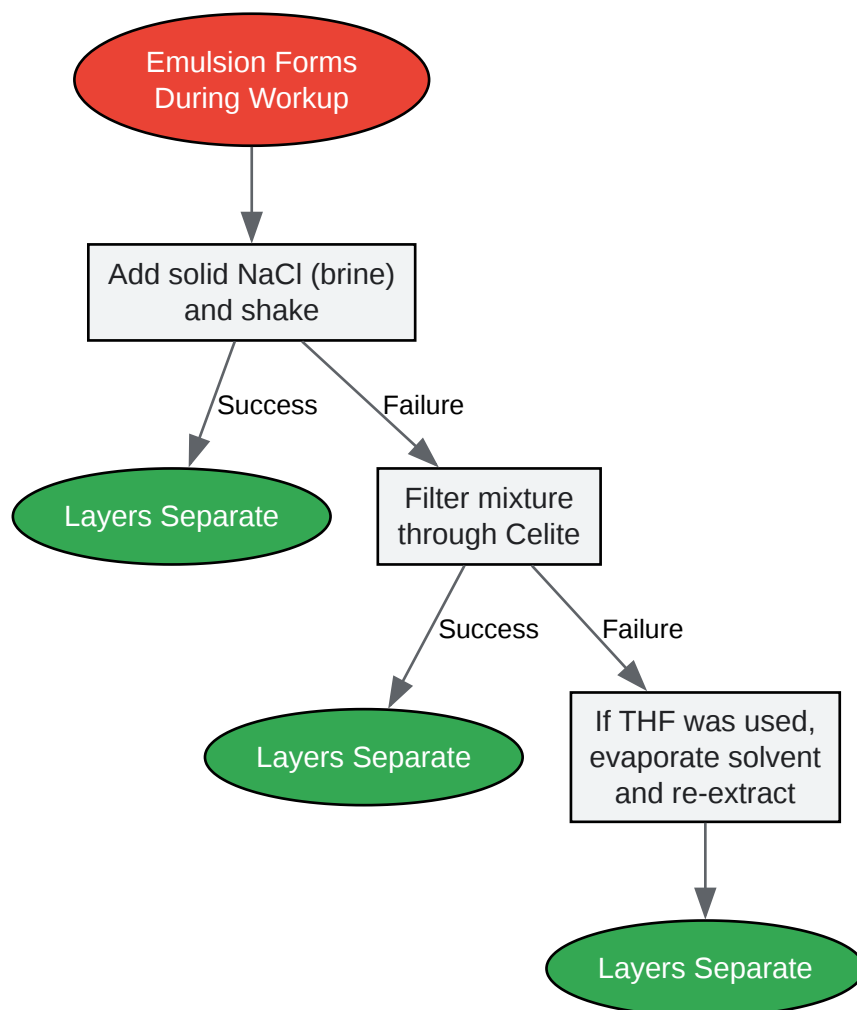 Emulsion Forms
During Workup
Add solid NaCl (brine)
and shake
Success
Failure
Layers Separate
Filter mixture
through Celite
Success
Failure
Layers Separate
If THF was used,
evaporate solvent
and re-extract
Layers Separate